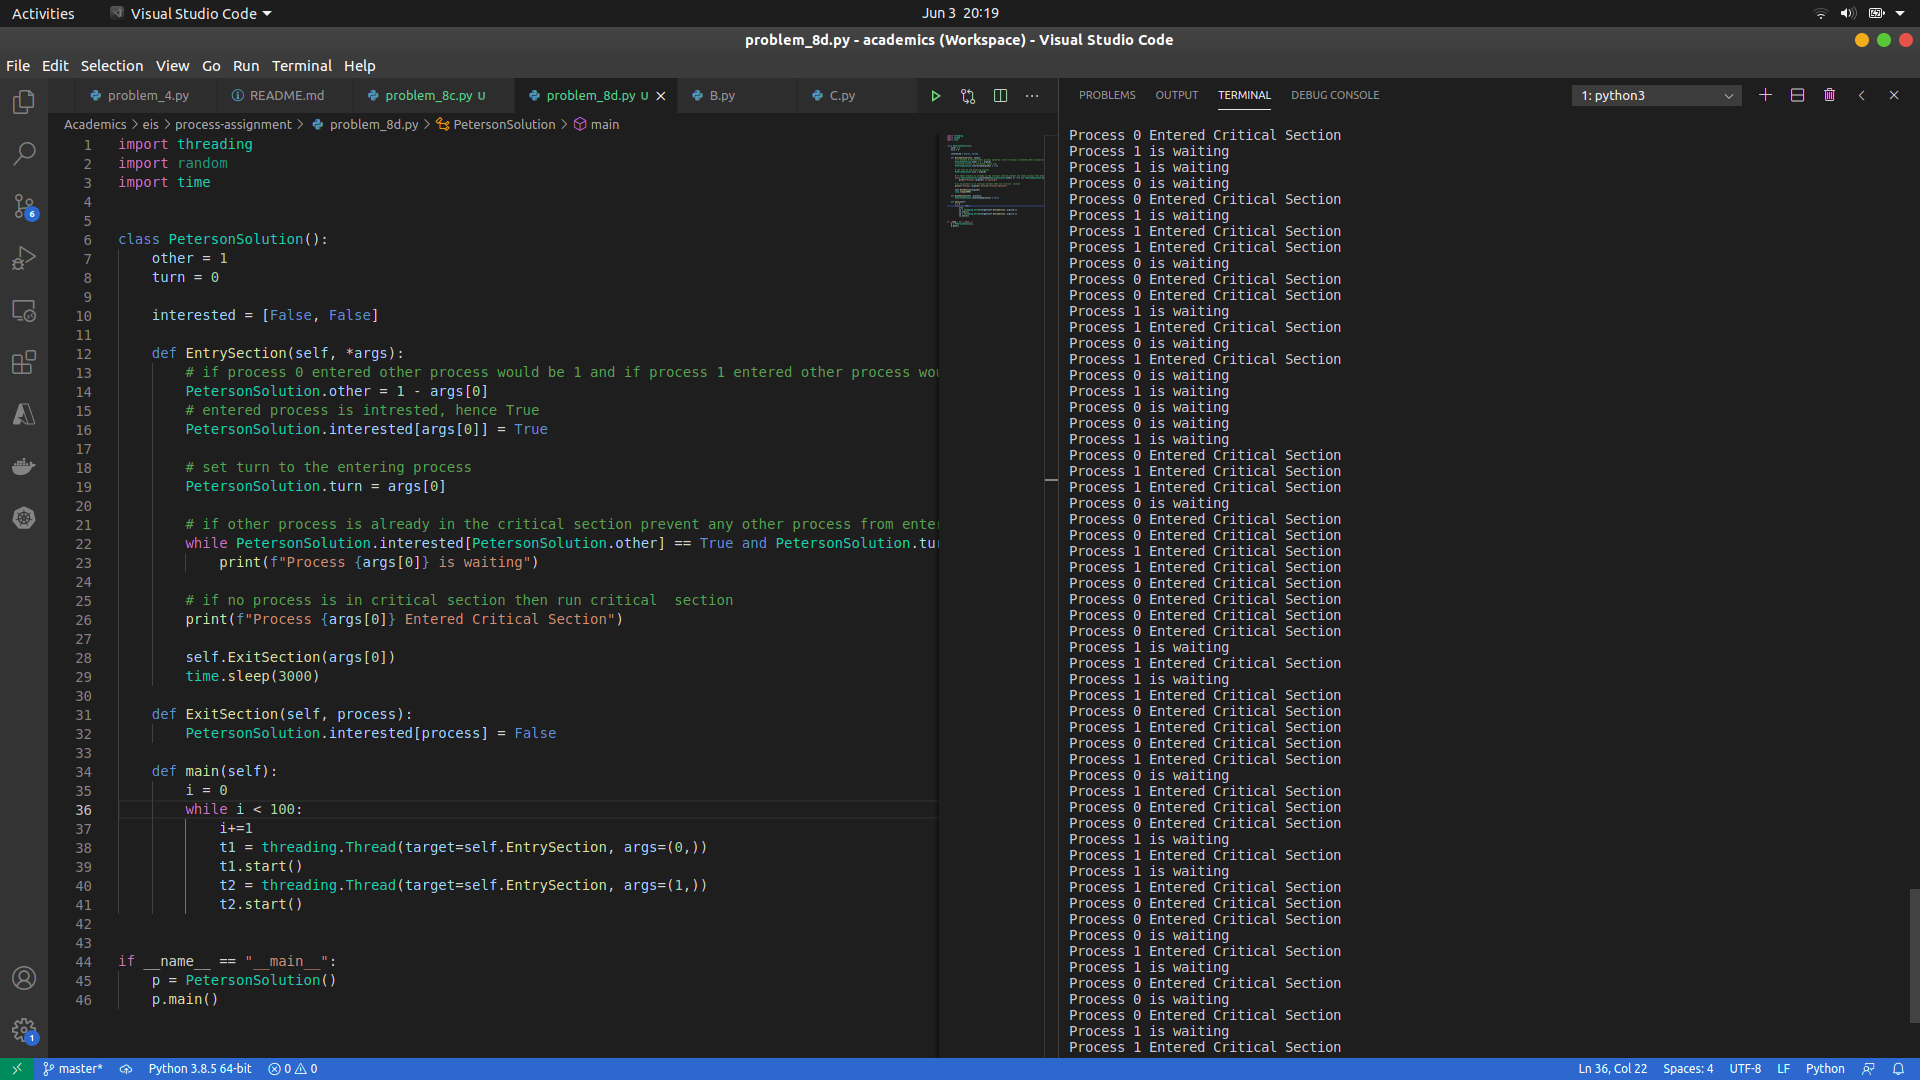 Activities
Visual Studio Code
Jun 3 20:19
problem_8d.py - academics (Workspace) - Visual Studio Code
File Edit Selection View Go Run Terminal Help
problem_4.py README.md problem_8c.py U problem_8d.py U B.py C.py
Academics > eis > process-assignment > problem_8d.py > PetersonSolution > main
1 import threading
2 import random
3 import time
4
5
6 class PetersonSolution():
7 other = 1
8 turn = 0
9
10 interested = [False, False]
11
12 def EntrySection(self, *args):
13 # if process 0 entered other process would be 1 and if process 1 entered other process wou
14 PetersonSolution.other = 1 - args[0]
15 # entered process is intrested, hence True
16 PetersonSolution.interested[args[0]] = True
17
18 # set turn to the entering process
19 PetersonSolution.turn = args[0]
20
21 # if other process is already in the critical section prevent any other process from enter
22 while PetersonSolution.interested[PetersonSolution.other] == True and PetersonSolution.tur
23 print(f"Process {args[0]} is waiting")
24
25 # if no process is in critical section then run critical  section
26 print(f"Process {args[0]} Entered Critical Section")
27
28 self.ExitSection(args[0])
29 time.sleep(3000)
30
31 def ExitSection(self, process):
32 PetersonSolution.interested[process] = False
33
34 def main(self):
35 i = 0
36 while i < 100:
37 i+=1
38 t1 = threading.Thread(target=self.EntrySection, args=(0,))
39 t1.start()
40 t2 = threading.Thread(target=self.EntrySection, args=(1,))
41 t2.start()
42
43
44 if __name__ == "__main__":
45 p = PetersonSolution()
46 p.main()
PROBLEMS OUTPUT TERMINAL DEBUG CONSOLE
1: python3
Process 0 Entered Critical Section
Process 1 is waiting
Process 1 is waiting
Process 0 is waiting
Process 0 Entered Critical Section
Process 1 is waiting
Process 1 Entered Critical Section
Process 1 Entered Critical Section
Process 0 is waiting
Process 0 Entered Critical Section
Process 0 Entered Critical Section
Process 1 is waiting
Process 1 Entered Critical Section
Process 0 is waiting
Process 1 Entered Critical Section
Process 0 is waiting
Process 1 is waiting
Process 0 is waiting
Process 0 is waiting
Process 1 is waiting
Process 0 Entered Critical Section
Process 1 Entered Critical Section
Process 1 Entered Critical Section
Process 0 is waiting
Process 0 Entered Critical Section
Process 0 Entered Critical Section
Process 1 Entered Critical Section
Process 1 Entered Critical Section
Process 0 Entered Critical Section
Process 0 Entered Critical Section
Process 0 Entered Critical Section
Process 0 Entered Critical Section
Process 1 is waiting
Process 1 Entered Critical Section
Process 1 is waiting
Process 1 Entered Critical Section
Process 0 Entered Critical Section
Process 1 Entered Critical Section
Process 0 Entered Critical Section
Process 1 Entered Critical Section
Process 0 is waiting
Process 1 Entered Critical Section
Process 0 Entered Critical Section
Process 0 Entered Critical Section
Process 1 is waiting
Process 1 Entered Critical Section
Process 1 is waiting
Process 1 Entered Critical Section
Process 0 Entered Critical Section
Process 0 Entered Critical Section
Process 0 is waiting
Process 1 Entered Critical Section
Process 1 is waiting
Process 0 Entered Critical Section
Process 0 is waiting
Process 0 Entered Critical Section
Process 1 is waiting
Process 1 Entered Critical Section
6
1
master* Python 3.8.5 64-bit 0 0
Ln 36, Col 22 Spaces: 4 UTF-8 LF Python